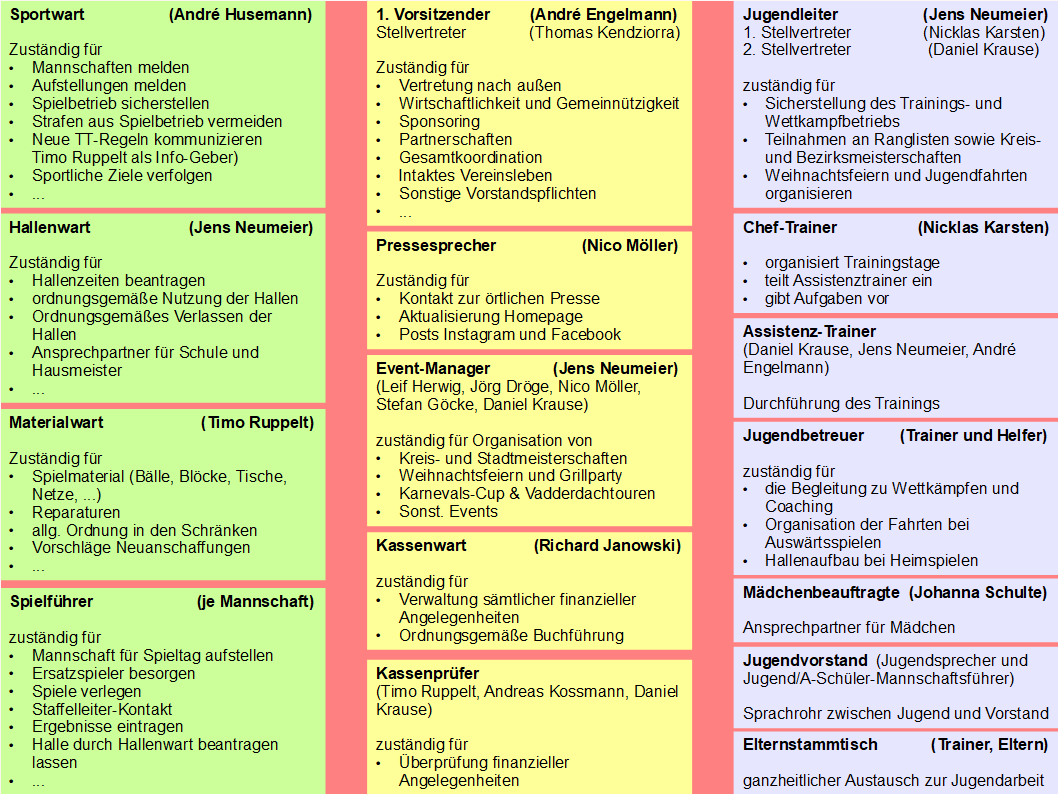 Sportwart (André Husemann)
Zuständig für
• Mannschaften melden
• Aufstellungen melden
• Spielbetrieb sicherstellen
• Strafen aus Spielbetrieb vermeiden
• Neue TT-Regeln kommunizieren
Timo Ruppelt als Info-Geber)
• Sportliche Ziele verfolgen
• ...
Hallenwart (Jens Neumeier)
Zuständig für
• Hallenzeiten beantragen
• ordnungsgemäße Nutzung der Hallen
• Ordnungsgemäßes Verlassen der
Hallen
• Ansprechpartner für Schule und
Hausmeister
• ...
Materialwart (Timo Ruppelt)
Zuständig für
• Spielmaterial (Bälle, Blöcke, Tische,
Netze, ...)
• Reparaturen
• allg. Ordnung in den Schränken
• Vorschläge Neuanschaffungen
• ...
Spielführer (je Mannschaft)
zuständig für
• Mannschaft für Spieltag aufstellen
• Ersatzspieler besorgen
• Spiele verlegen
• Staffelleiter-Kontakt
• Ergebnisse eintragen
• Halle durch Hallenwart beantragen
lassen
• ...
1. Vorsitzender (André Engelmann)
Stellvertreter (Thomas Kendziorra)
Zuständig für
• Vertretung nach außen
• Wirtschaftlichkeit und Gemeinnützigkeit
• Sponsoring
• Partnerschaften
• Gesamtkoordination
• Intaktes Vereinsleben
• Sonstige Vorstandspflichten
• ...
Pressesprecher (Nico Möller)
Zuständig für
• Kontakt zur örtlichen Presse
• Aktualisierung Homepage
• Posts Instagram und Facebook
Event-Manager (Jens Neumeier)
(Leif Herwig, Jörg Dröge, Nico Möller,
Stefan Göcke, Daniel Krause)
zuständig für Organisation von
• Kreis- und Stadtmeisterschaften
• Weihnachtsfeiern und Grillparty
• Karnevals-Cup & Vadderdachtouren
• Sonst. Events
Kassenwart (Richard Janowski)
zuständig für
• Verwaltung sämtlicher finanzieller
Angelegenheiten
• Ordnungsgemäße Buchführung
Kassenprüfer
(Timo Ruppelt, Andreas Kossmann, Daniel
Krause)
zuständig für
• Überprüfung finanzieller
Angelegenheiten
Jugendleiter (Jens Neumeier)
1. Stellvertreter (Nicklas Karsten)
2. Stellvertreter (Daniel Krause)
zuständig für
• Sicherstellung des Trainings- und
Wettkampfbetriebs
• Teilnahmen an Ranglisten sowie Kreis-
und Bezirksmeisterschaften
• Weihnachtsfeiern und Jugendfahrten
organisieren
Chef-Trainer (Nicklas Karsten)
• organisiert Trainingstage
• teilt Assistenztrainer ein
• gibt Aufgaben vor
Assistenz-Trainer
(Daniel Krause, Jens Neumeier, André
Engelmann)
Durchführung des Trainings
Jugendbetreuer (Trainer und Helfer)
zuständig für
• die Begleitung zu Wettkämpfen und
Coaching
• Organisation der Fahrten bei
Auswärtsspielen
• Hallenaufbau bei Heimspielen
Mädchenbeauftragte (Johanna Schulte)
Ansprechpartner für Mädchen
Jugendvorstand (Jugendsprecher und
Jugend/A-Schüler-Mannschaftsführer)
Sprachrohr zwischen Jugend und Vorstand
Elternstammtisch (Trainer, Eltern)
ganzheitlicher Austausch zur Jugendarbeit